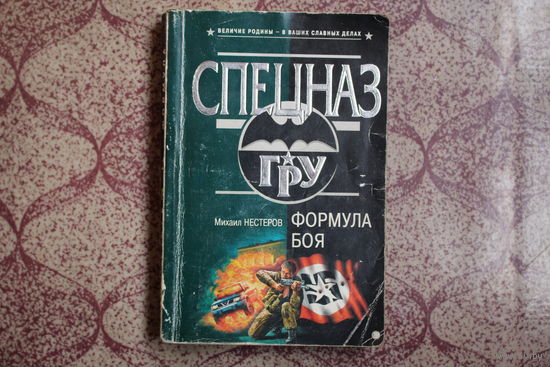 ВЕЛИЧИЕ РОДИНЫ – В ВАШИХ СЛАВНЫХ ДЕЛАХ
СПЕЦНАЗ
ГРУ
Михаил НЕСТЕРОВ
ФОРМУЛА
БОЯ